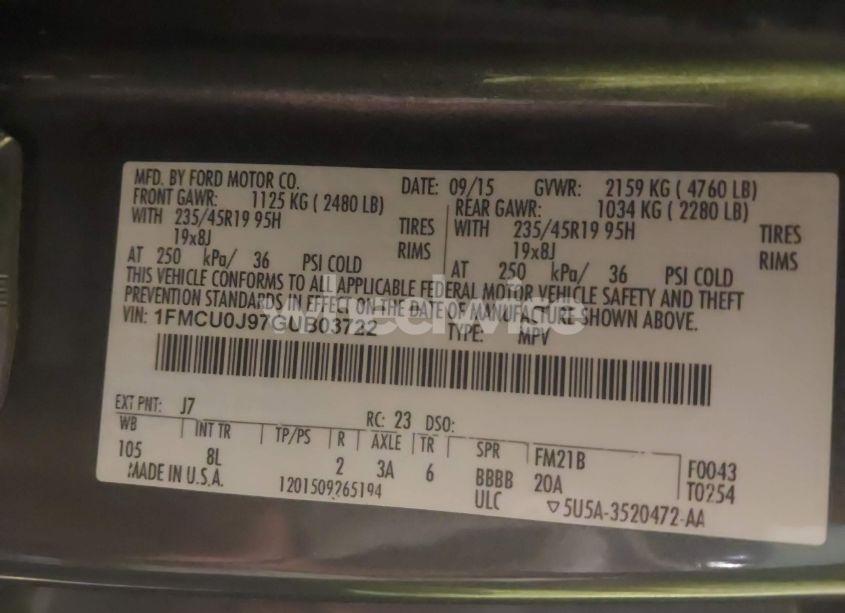 MFD. BY FORD MOTOR CO. DATE: 09/15 GVWR: 2159 KG ( 4760 LB)
FRONT GAWR: 1125 KG ( 2480 LB) REAR GAWR: 1034 KG ( 2280 LB)
WITH 235/45R19 95H TIRES WITH 235/45R19 95H TIRES
19x8J RIMS 19x8J RIMS
AT 250 kPa/ 36 PSI COLD AT 250 kPa/ 36 PSI COLD
THIS VEHICLE CONFORMS TO ALL APPLICABLE FEDERAL MOTOR VEHICLE SAFETY AND THEFT
PREVENTION STANDARDS IN EFFECT ON THE DATE OF MANUFACTURE SHOWN ABOVE.
VIN: 1FMCU0J97GUB03722 TYPE: MPV
EXT PNT: J7 RC: 23 DSO:
WB INT TR TP/PS R AXLE TR SPR FM21B F0043
105 8L 2 3A 6 BBBB 20A T0254
MADE IN U.S.A. 1201509265194 ULC ▽5U5A-3520472-AA